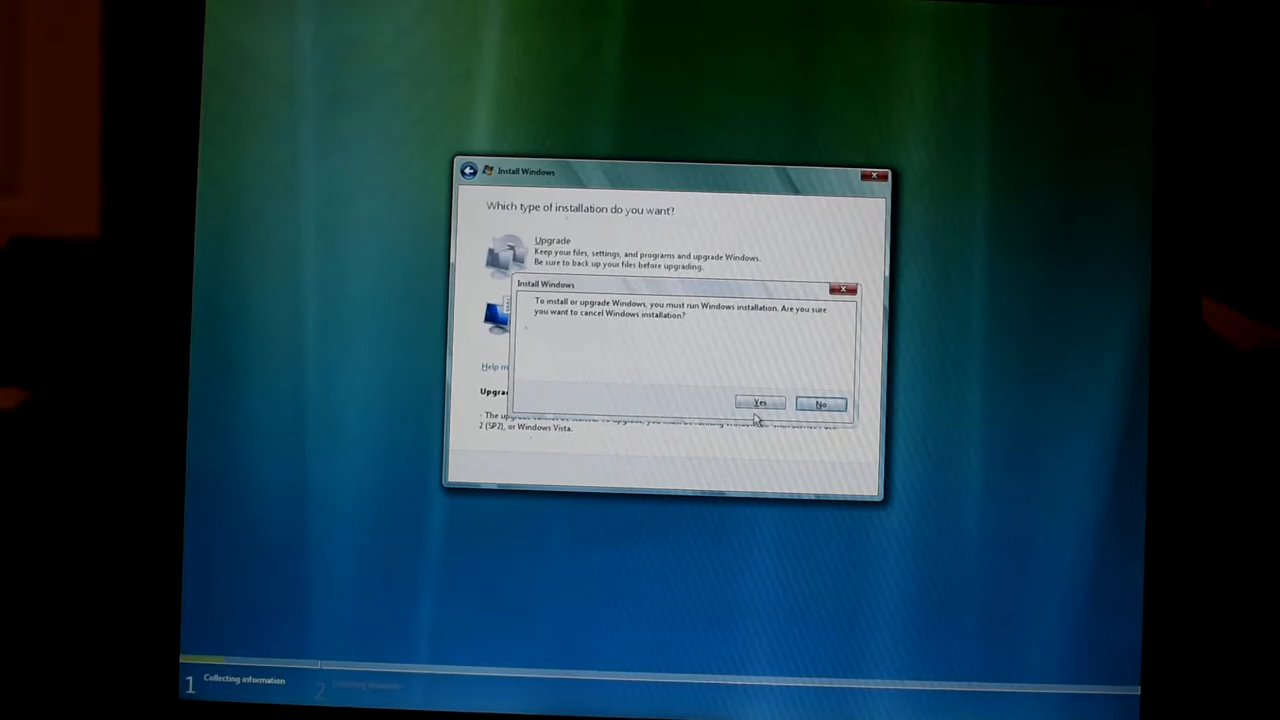 Install Windows
Which type of installation do you want?
Upgrade
Keep your files, settings, and programs and upgrade Windows.
Be sure to back up your files before upgrading.
Install Windows
To install or upgrade Windows, you must run Windows installation. Are you sure
you want to cancel Windows installation?
Yes
No
Help m
Upgra
- The up
2 (SP2), or Windows Vista.
1 Collecting information
2